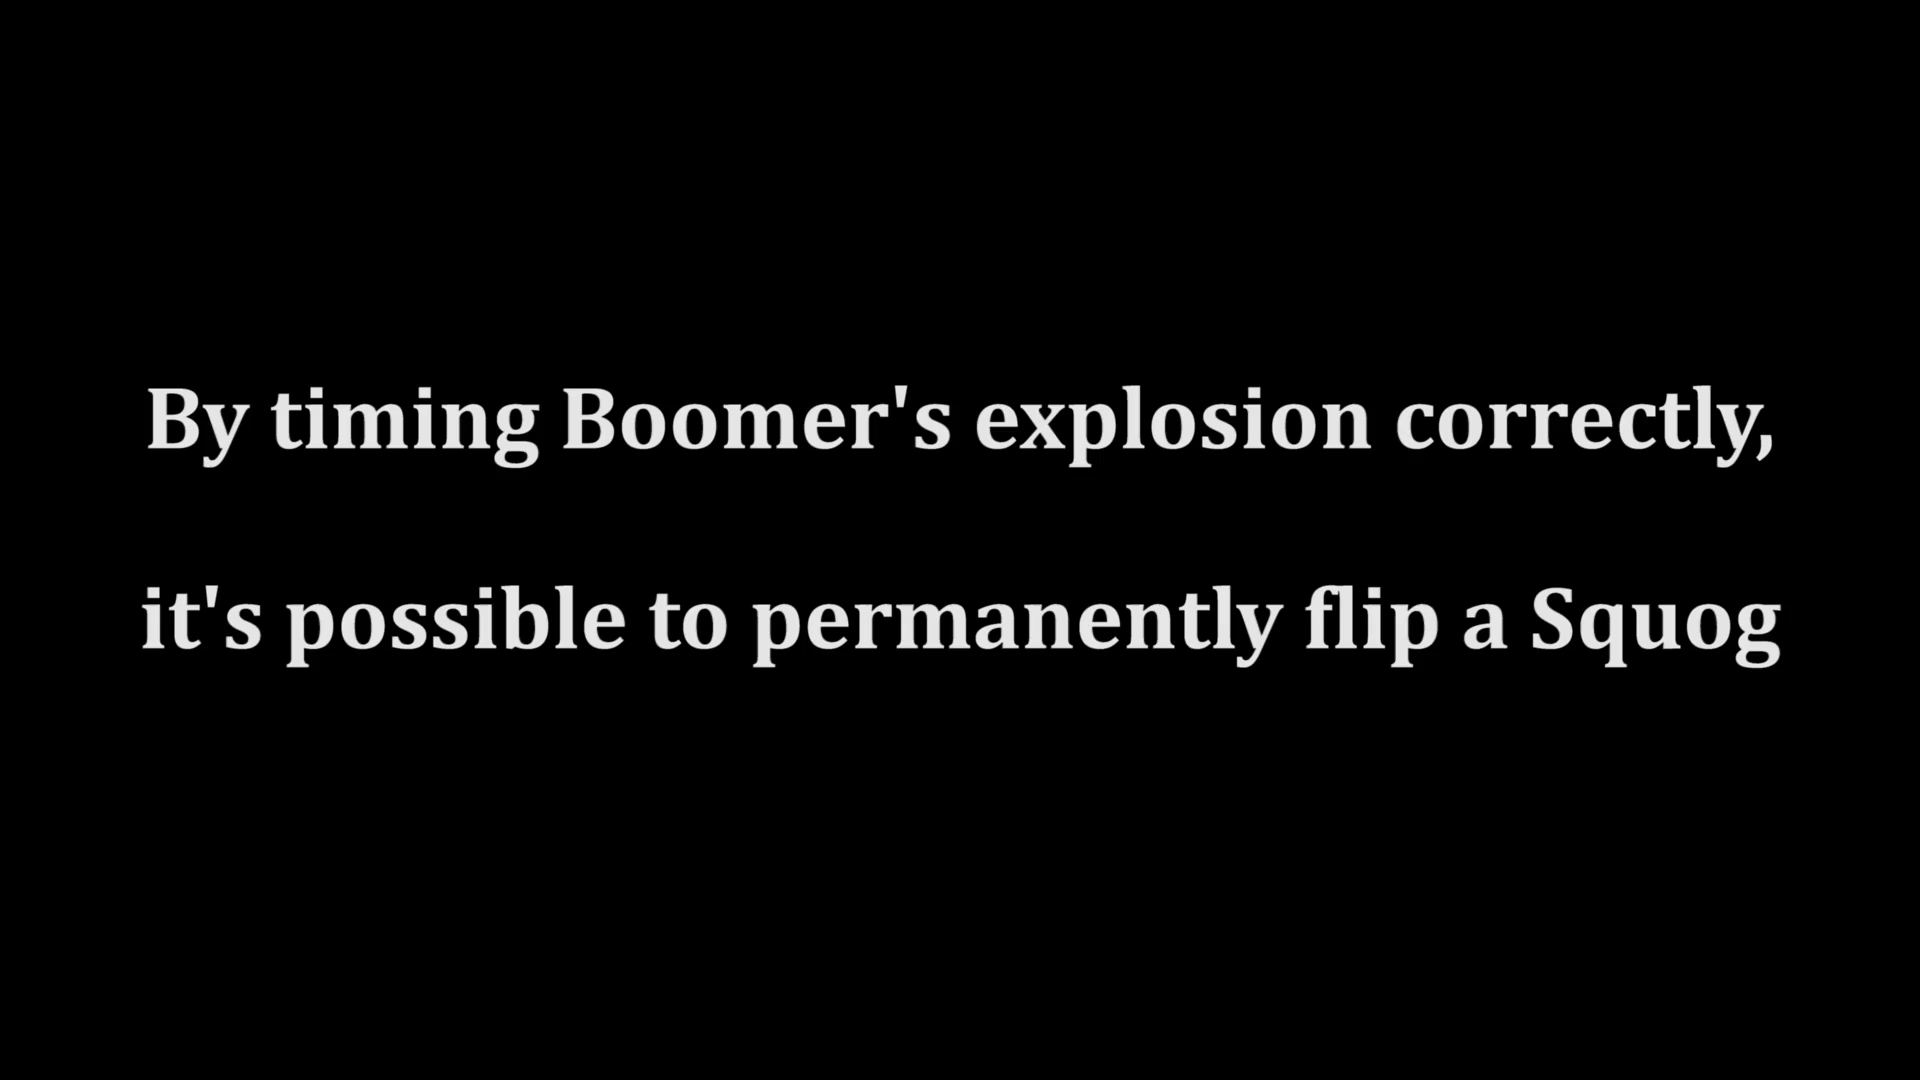 By timing Boomer's explosion correctly,
it's possible to permanently flip a Squog